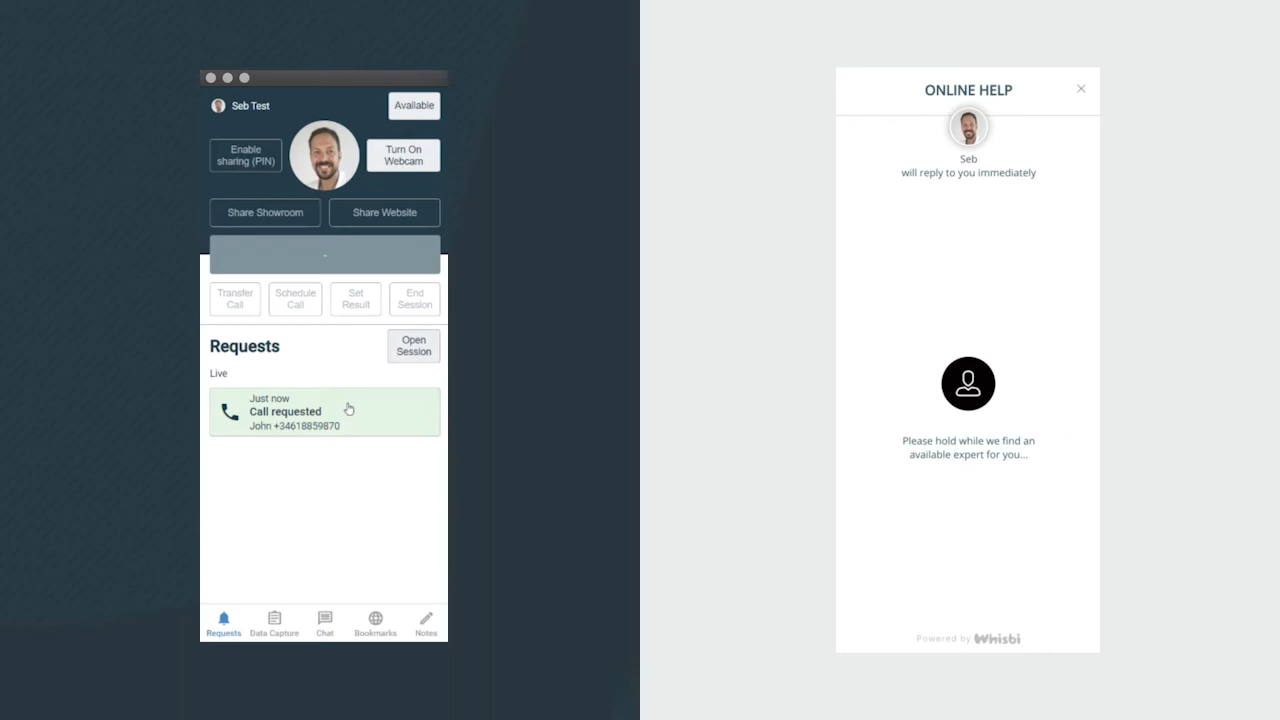 Seb Test
Available
Enable
sharing (PIN)
Turn On
Webcam
Share Showroom
Share Website
-
Transfer
Call
Schedule
Call
Set
Result
End
Session
Requests
Open
Session
Live
Just now
Call requested
John +34618859870
Requests
Data Capture
Chat
Bookmarks
Notes
ONLINE HELP
Seb
will reply to you immediately
Please hold while we find an
available expert for you...
Powered by Whisbi